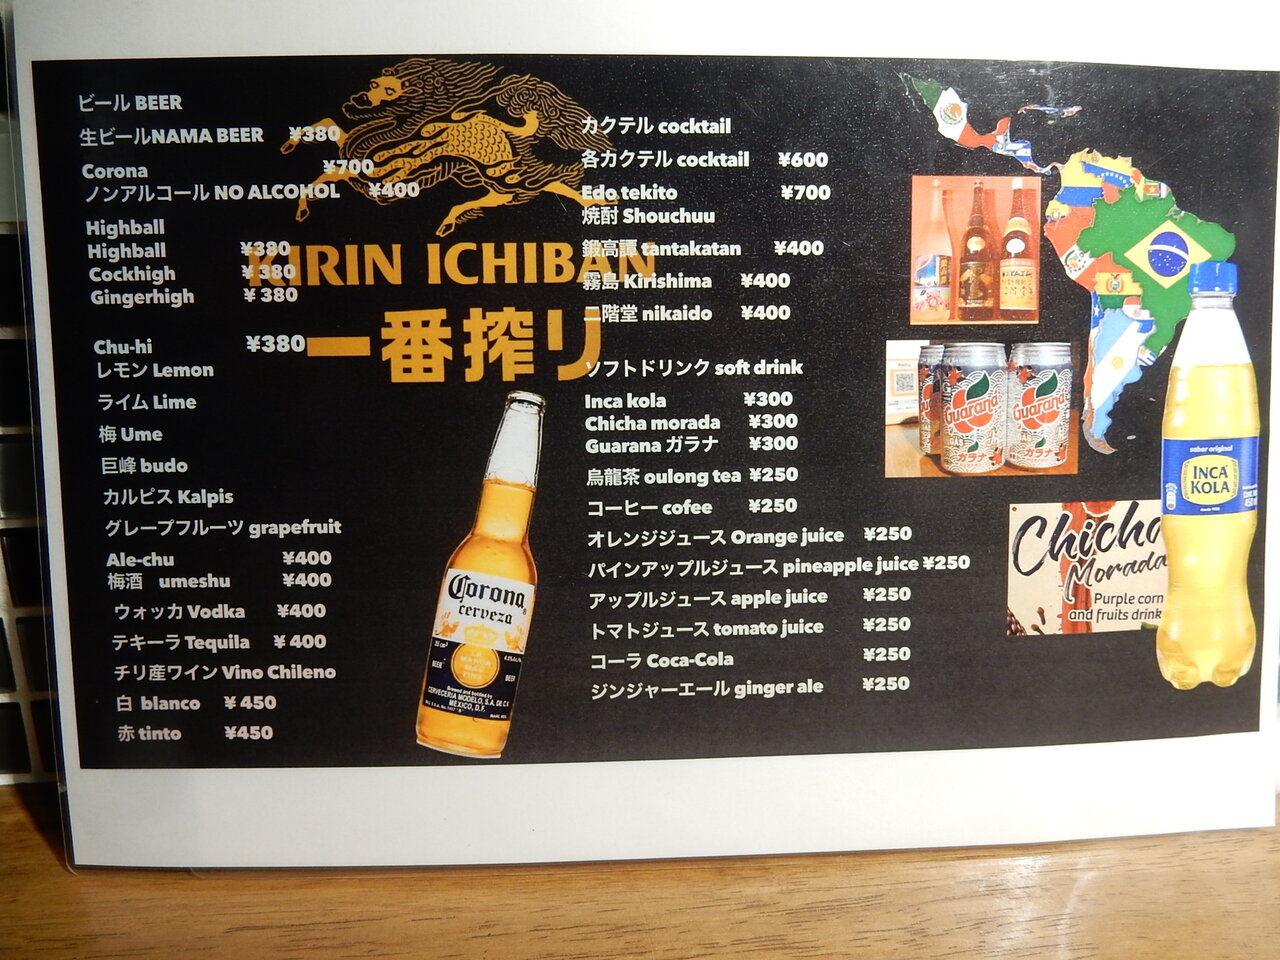 ビール BEER
生ビールNAMA BEER ¥380
Corona ¥700
ノンアルコール NO ALCOHOL ¥400
Highball
Highball ¥380
Cockhigh ¥ 380
Gingerhigh ¥ 380
Chu-hi ¥380
レモン Lemon
ライム Lime
梅 Ume
巨峰 budo
カルピス Kalpis
グレープフルーツ grapefruit
Ale-chu ¥400
梅酒 umeshu ¥400
ウォッカ Vodka ¥400
テキーラ Tequila ¥ 400
チリ産ワイン Vino Chileno
白 blanco ¥ 450
赤 tinto ¥450
KIRIN ICHIBAN
一番搾り
Corona
cerveza
BEER
BEER
CERVECERIA MODELO, S.A. DE C.V.
MEXICO, D.F.
カクテル cocktail
各カクテル cocktail ¥600
Edo tekito ¥700
焼酎 Shouchuu
鍛高譚 tantakatan ¥400
霧島 Kirishima ¥400
二階堂 nikaido ¥400
ソフトドリンク soft drink
Inca kola ¥300
Chicha morada ¥300
Guarana ガラナ ¥300
烏龍茶 oulong tea ¥250
コーヒー cofee ¥250
オレンジジュース Orange juice ¥250
パインアップルジュース pineapple juice ¥250
アップルジュース apple juice ¥250
トマトジュース tomato juice ¥250
コーラ Coca-Cola ¥250
ジンジャーエール ginger ale ¥250
Guarana
ガラナ
Guarana
ガラナ
Chicha
Morada
Purple corn
and fruits drink
sabor original
INCA
KOLA